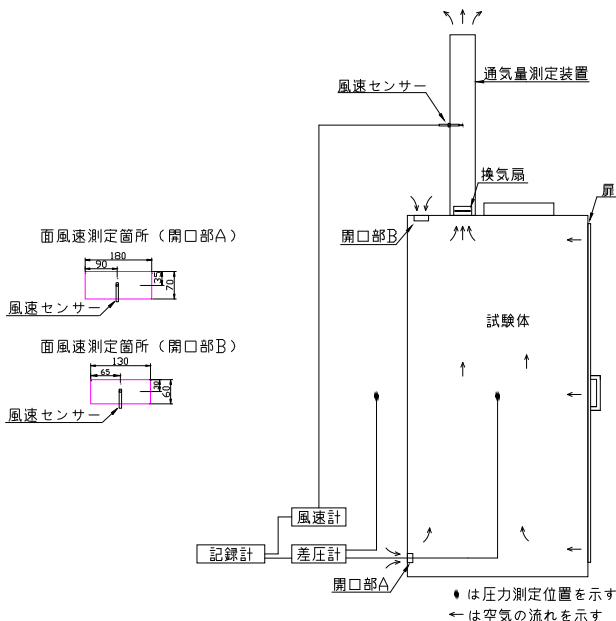 通気量測定装置
風速センサー
換気扇
扉
開口部B
面風速測定箇所（開口部A）
180
90
35
70
風速センサー
試験体
面風速測定箇所（開口部B）
130
65
30
60
風速センサー
風速計
記録計
差圧計
開口部A
は圧力測定位置を示す
は空気の流れを示す